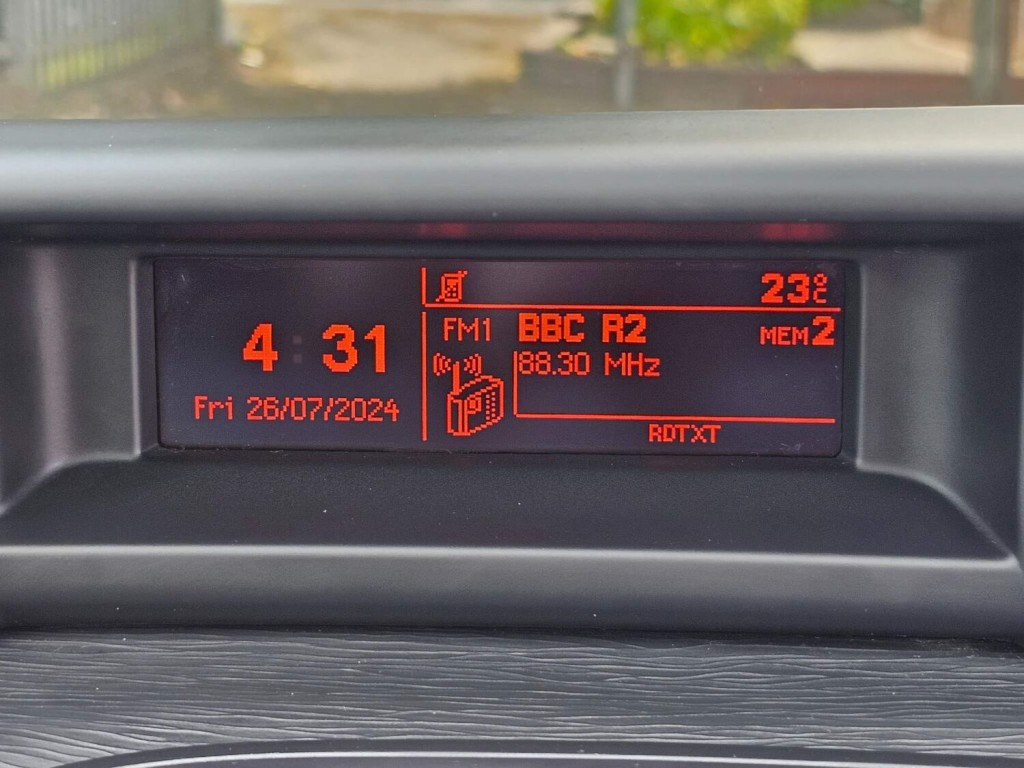 23°C
4:31
Fri 26/07/2024
FM1 BBC R2 MEM2
88.30 MHz
RDTXT